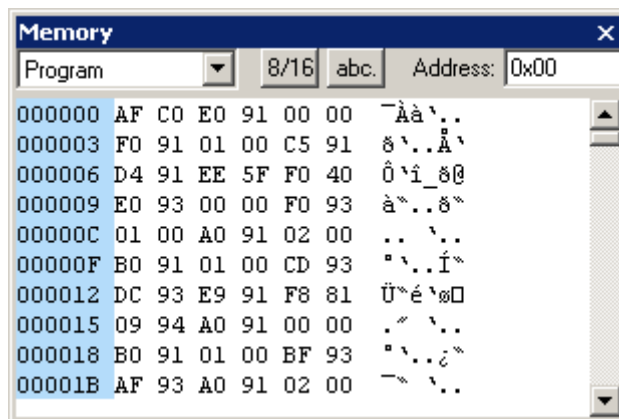 Memory
Program 8/16 abc. Address: 0x00
000000 AF C0 E0 91 00 00 ¯Àà‘..
000003 F0 91 01 00 C5 91 ð‘..Å‘
000006 D4 91 EE 5F F0 40 Ô‘î_ð@
000009 E0 93 00 00 F0 93 à“..ð“
00000C 01 00 A0 91 02 00 .. ‘..
00000F B0 91 01 00 CD 93 °‘..Í“
000012 DC 93 E9 91 F8 81 Ü“é‘ø□
000015 09 94 A0 91 00 00 .” ‘..
000018 B0 91 01 00 BF 93 °‘..¿“
00001B AF 93 A0 91 02 00 ¯“ ‘..